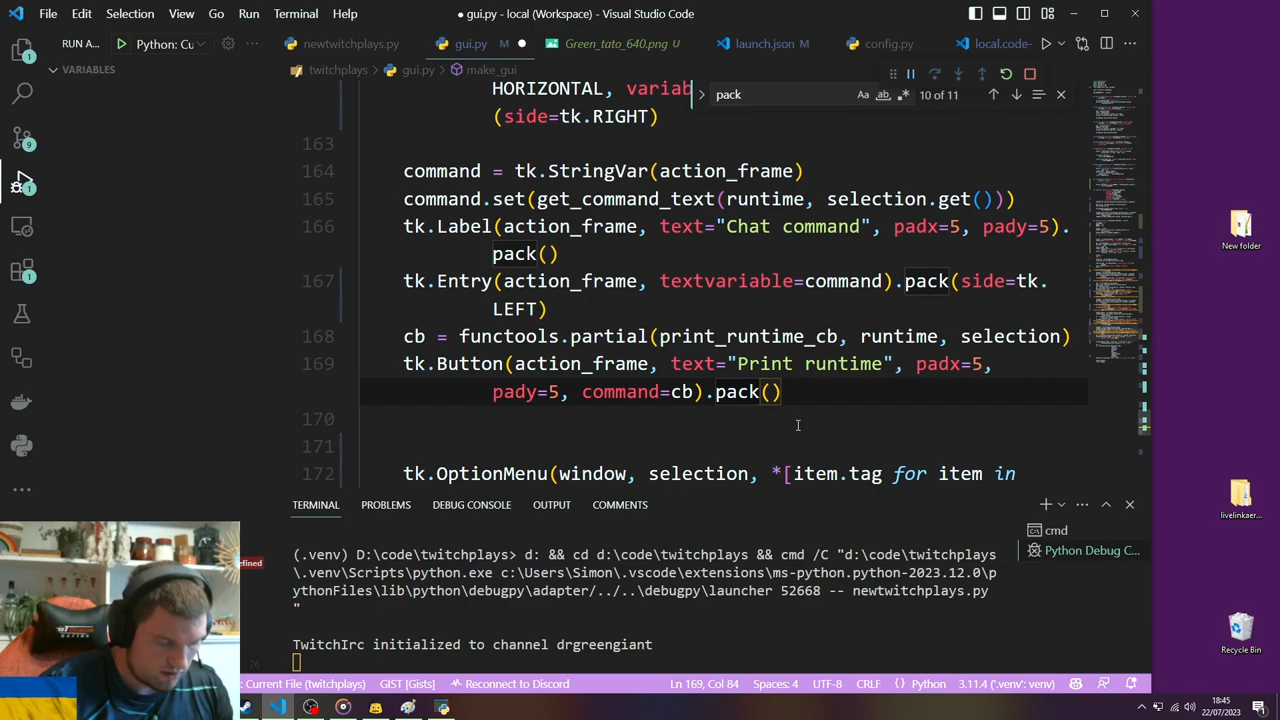 File Edit Selection View Go Run Terminal Help
gui.py - local (Workspace) - Visual Studio Code
RUN A... Python: Cu
newtwitchplays.py gui.py M Green_tato_640.png U launch.json M config.py local.code-
VARIABLES
twitchplays > gui.py > make_gui
pack Aa ab 10 of 11
HORIZONTAL, variab
(side=tk.RIGHT)
163
164 ommand = tk.StringVar(action_frame)
165 ommand.set(get_command_text(runtime, selection.get()))
166 .Label(action_frame, text="Chat command", padx=5, pady=5).
pack()
167 .Entry(action_frame, textvariable=command).pack(side=tk.
LEFT)
168 = functools.partial(print_runtime_cb, runtime, selection)
169 tk.Button(action_frame, text="Print runtime", padx=5,
pady=5, command=cb).pack()
170
171
172 tk.OptionMenu(window, selection, *[item.tag for item in
TERMINAL PROBLEMS DEBUG CONSOLE OUTPUT COMMENTS
cmd
Python Debug C...
(.venv) D:\code\twitchplays> d: && cd d:\code\twitchplays && cmd /C "d:\code\twitchplays
\.venv\Scripts\python.exe c:\Users\Simon\.vscode\extensions\ms-python.python-2023.12.0\p
ythonFiles\lib\python\debugpy\adapter/../..\debugpy\launcher 52668 -- newtwitchplays.py
"
TwitchIrc initialized to channel drgreengiant
efined
26
: Current File (twitchplays) GIST [Gists] Reconnect to Discord Ln 169, Col 84 Spaces: 4 UTF-8 CRLF Python 3.11.4 ('.venv': venv)
18:45
22/07/2023
New folder
livelinkaer...
Recycle Bin